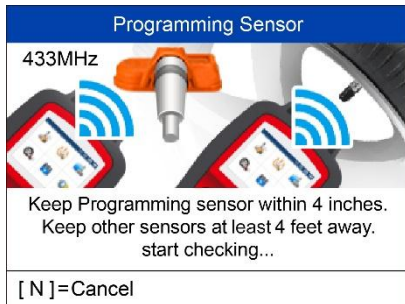 Programming Sensor
433MHz
Keep Programming sensor within 4 inches.
Keep other sensors at least 4 feet away.
start checking...
[ N ]=Cancel